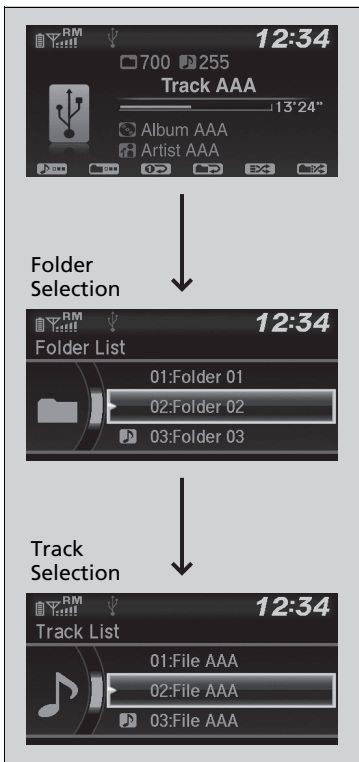 RM
12:34
700 255
Track AAA
13'24"
Album AAA
Artist AAA
Folder
Selection
RM
12:34
Folder List
01:Folder 01
02:Folder 02
03:Folder 03
Track
Selection
RM
12:34
Track List
01:File AAA
02:File AAA
03:File AAA